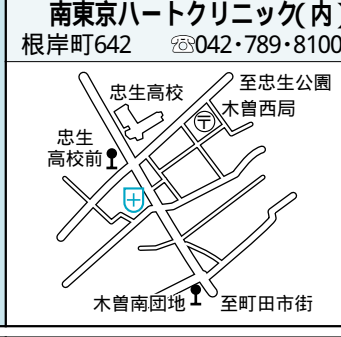 南東京ハートクリニック(内)
根岸町642　☎042・789・8100
至忠生公園
忠生高校
木曽西局
〒
忠生
高校前
木曽南団地
至町田市街